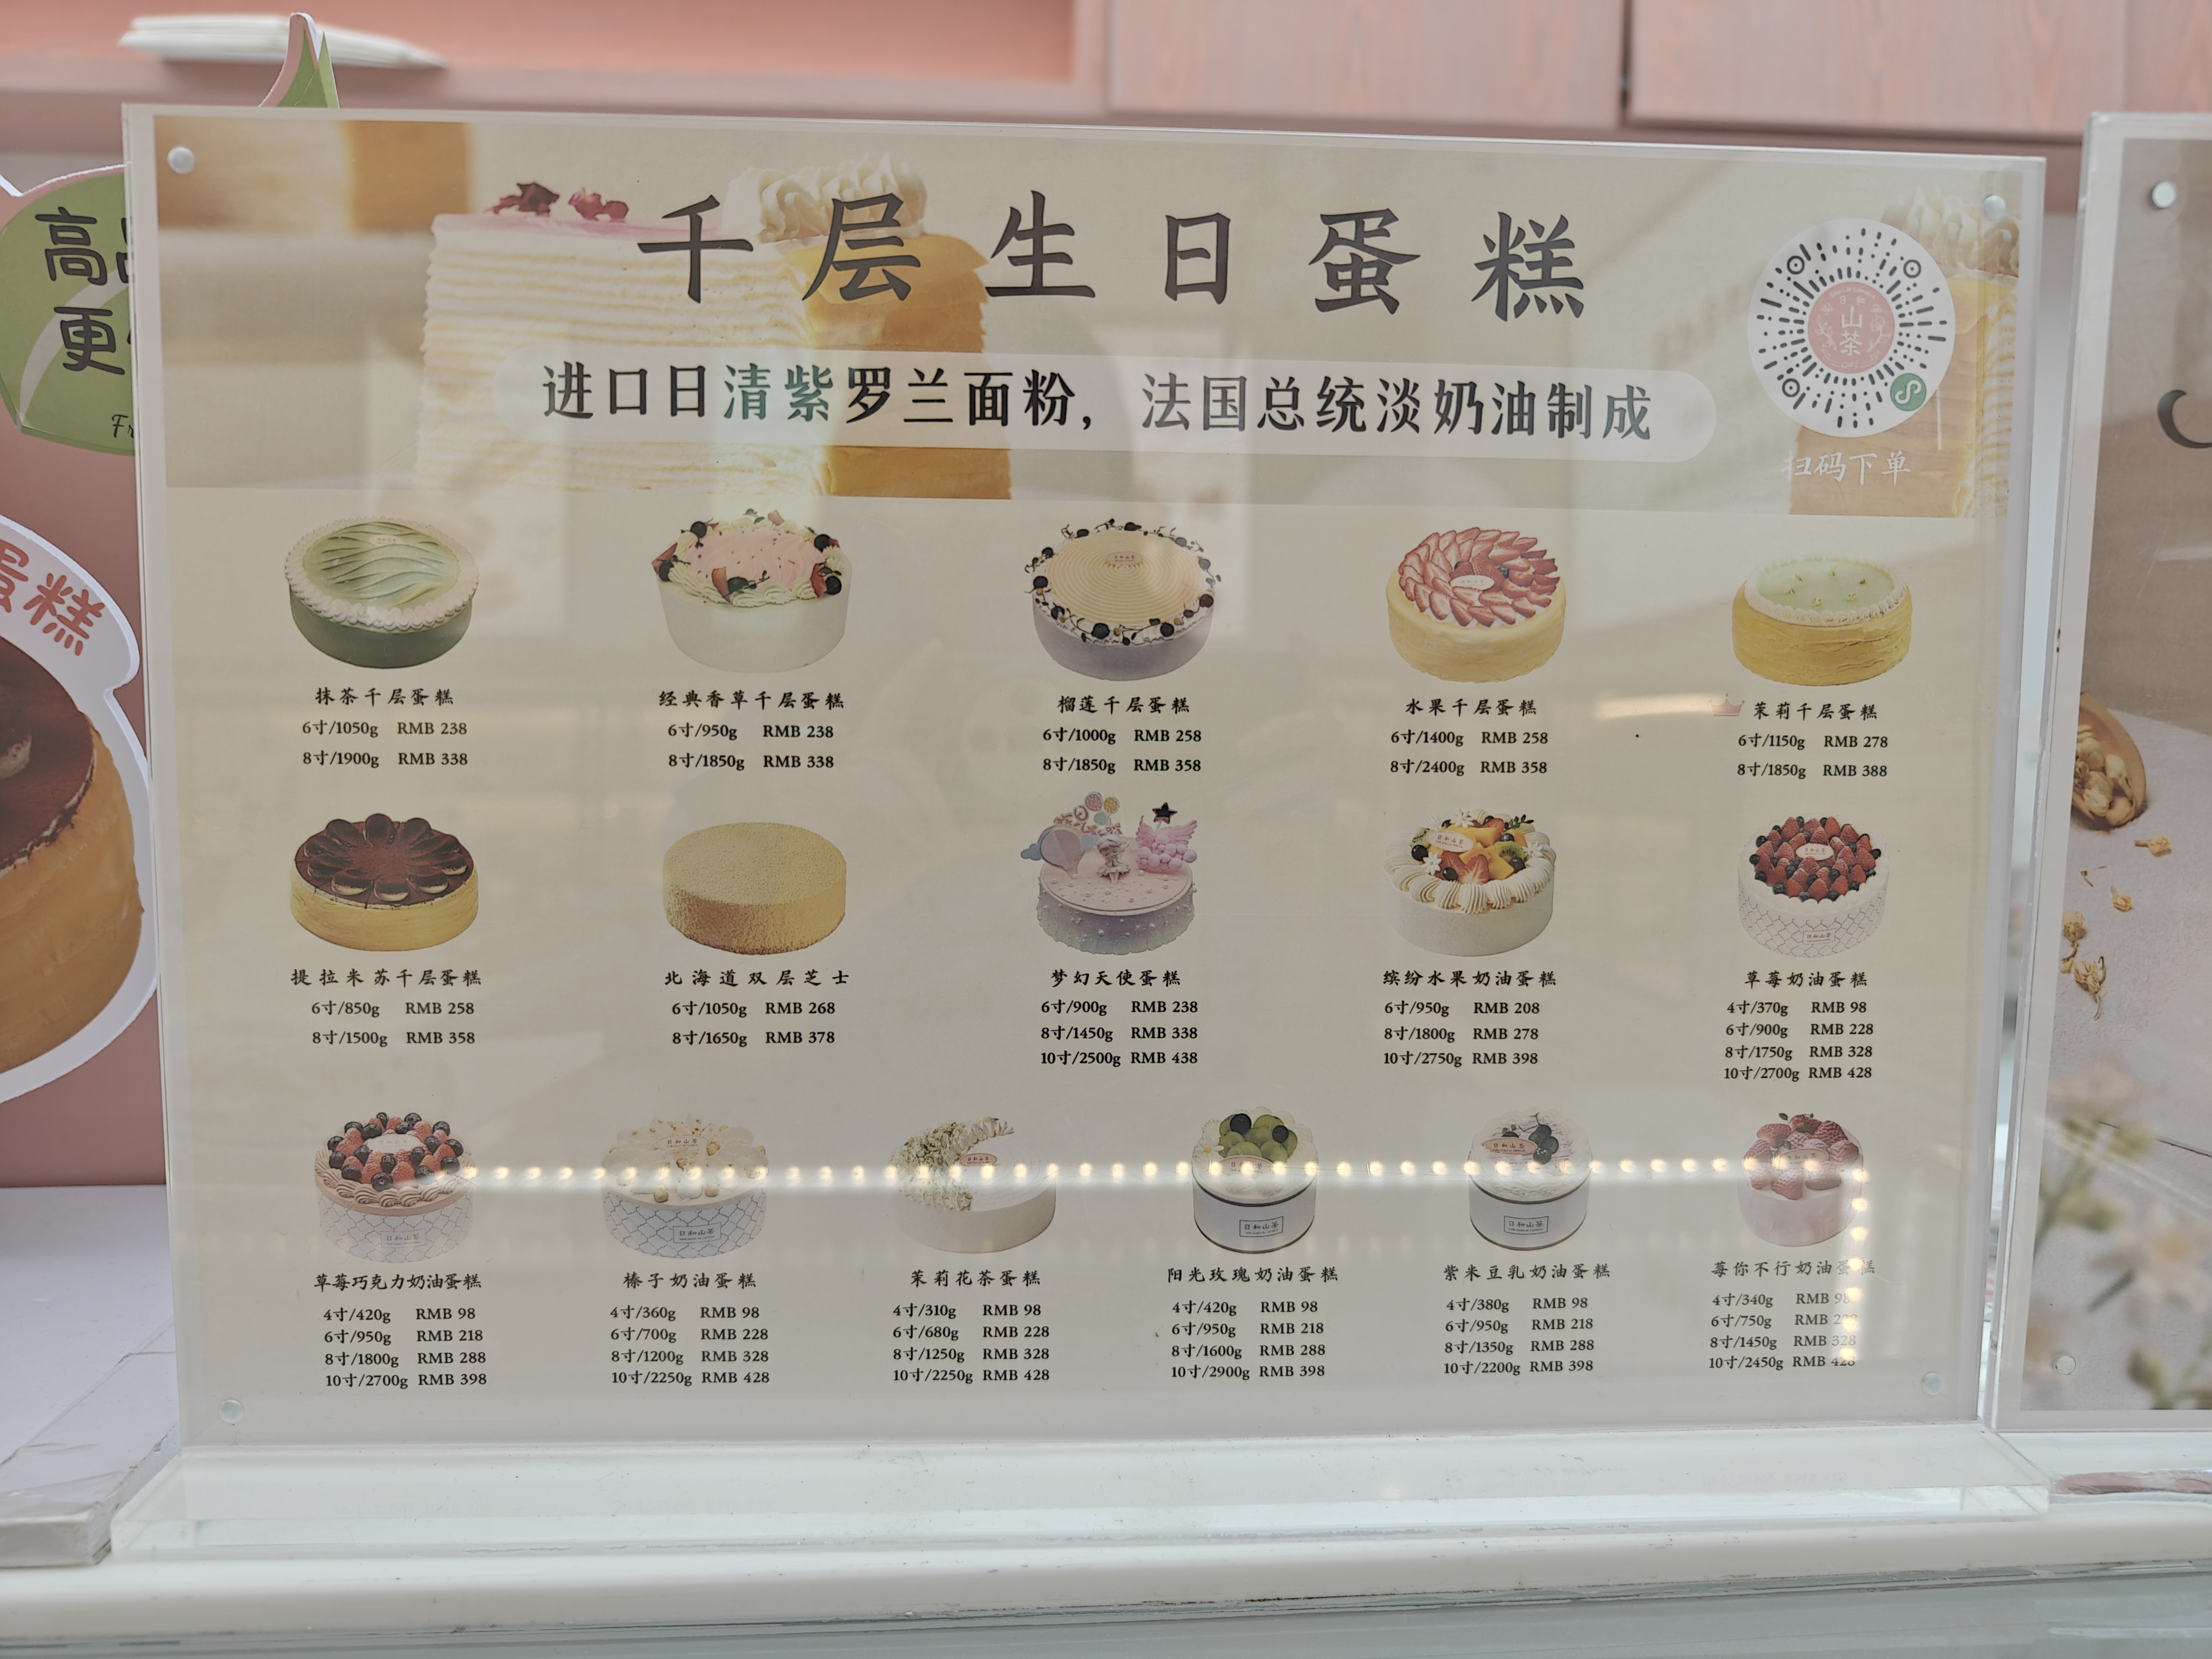 千层生日蛋糕
进口日清紫罗兰面粉，法国总统淡奶油制成
日和
山茶
扫码下单
高
更
Fr
蛋糕
抹茶千层蛋糕
6寸/1050g RMB 238
8寸/1900g RMB 338
经典香草千层蛋糕
6寸/950g RMB 238
8寸/1850g RMB 338
榴莲千层蛋糕
6寸/1000g RMB 258
8寸/1850g RMB 358
水果千层蛋糕
6寸/1400g RMB 258
8寸/2400g RMB 358
茉莉千层蛋糕
6寸/1150g RMB 278
8寸/1850g RMB 388
提拉米苏千层蛋糕
6寸/850g RMB 258
8寸/1500g RMB 358
北海道双层芝士
6寸/1050g RMB 268
8寸/1650g RMB 378
梦幻天使蛋糕
6寸/900g RMB 238
8寸/1450g RMB 338
10寸/2500g RMB 438
缤纷水果奶油蛋糕
6寸/950g RMB 208
8寸/1800g RMB 278
10寸/2750g RMB 398
草莓奶油蛋糕
4寸/370g RMB 98
6寸/900g RMB 228
8寸/1750g RMB 328
10寸/2700g RMB 428
草莓巧克力奶油蛋糕
4寸/420g RMB 98
6寸/950g RMB 218
8寸/1800g RMB 288
10寸/2700g RMB 398
榛子奶油蛋糕
4寸/360g RMB 98
6寸/700g RMB 228
8寸/1200g RMB 328
10寸/2250g RMB 428
茉莉花茶蛋糕
4寸/310g RMB 98
6寸/680g RMB 228
8寸/1250g RMB 328
10寸/2250g RMB 428
阳光玫瑰奶油蛋糕
4寸/420g RMB 98
6寸/950g RMB 218
8寸/1600g RMB 288
10寸/2900g RMB 398
紫米豆乳奶油蛋糕
4寸/380g RMB 98
6寸/950g RMB 218
8寸/1350g RMB 288
10寸/2200g RMB 398
莓你不行奶油蛋糕
4寸/340g RMB 98
6寸/750g RMB
8寸/1450g RMB 328
10寸/2450g RMB 428